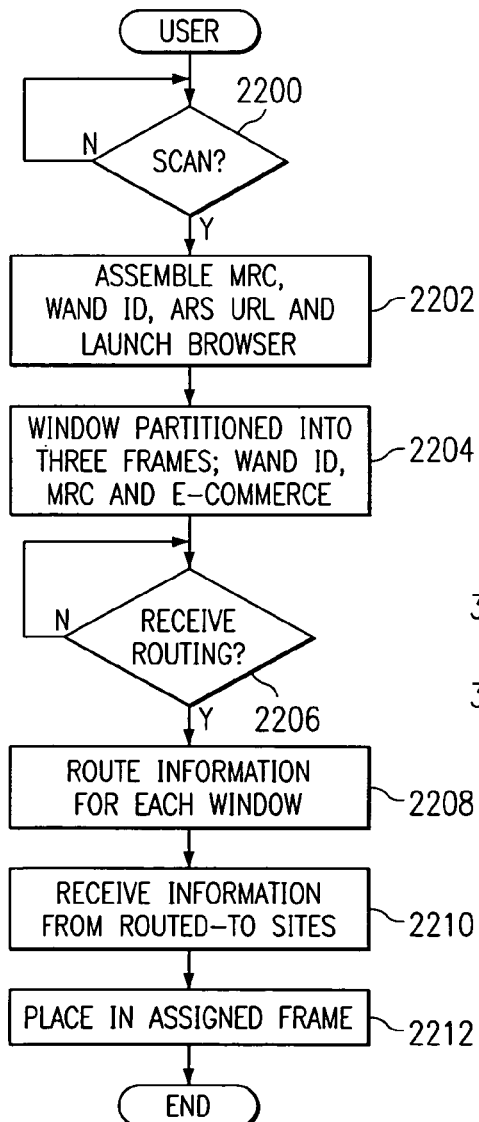 USER
2200
SCAN?
N
Y
ASSEMBLE MRC,
WAND ID, ARS URL AND
LAUNCH BROWSER
2202
WINDOW PARTITIONED INTO
THREE FRAMES; WAND ID,
MRC AND E-COMMERCE
2204
N
RECEIVE
ROUTING?
2206
Y
3
3
ROUTE INFORMATION
FOR EACH WINDOW
2208
RECEIVE INFORMATION
FROM ROUTED-TO SITES
2210
PLACE IN ASSIGNED FRAME
2212
END